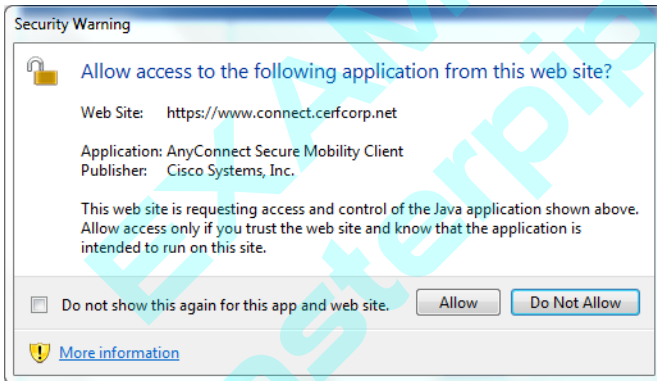 Security Warning
Allow access to the following application from this web site?
Web Site: https://www.connect.cerfcorp.net
Application: AnyConnect Secure Mobility Client
Publisher: Cisco Systems, Inc.
This web site is requesting access and control of the Java application shown above.
Allow access only if you trust the web site and know that the application is
intended to run on this site.
Do not show this again for this app and web site. Allow Do Not Allow
More information